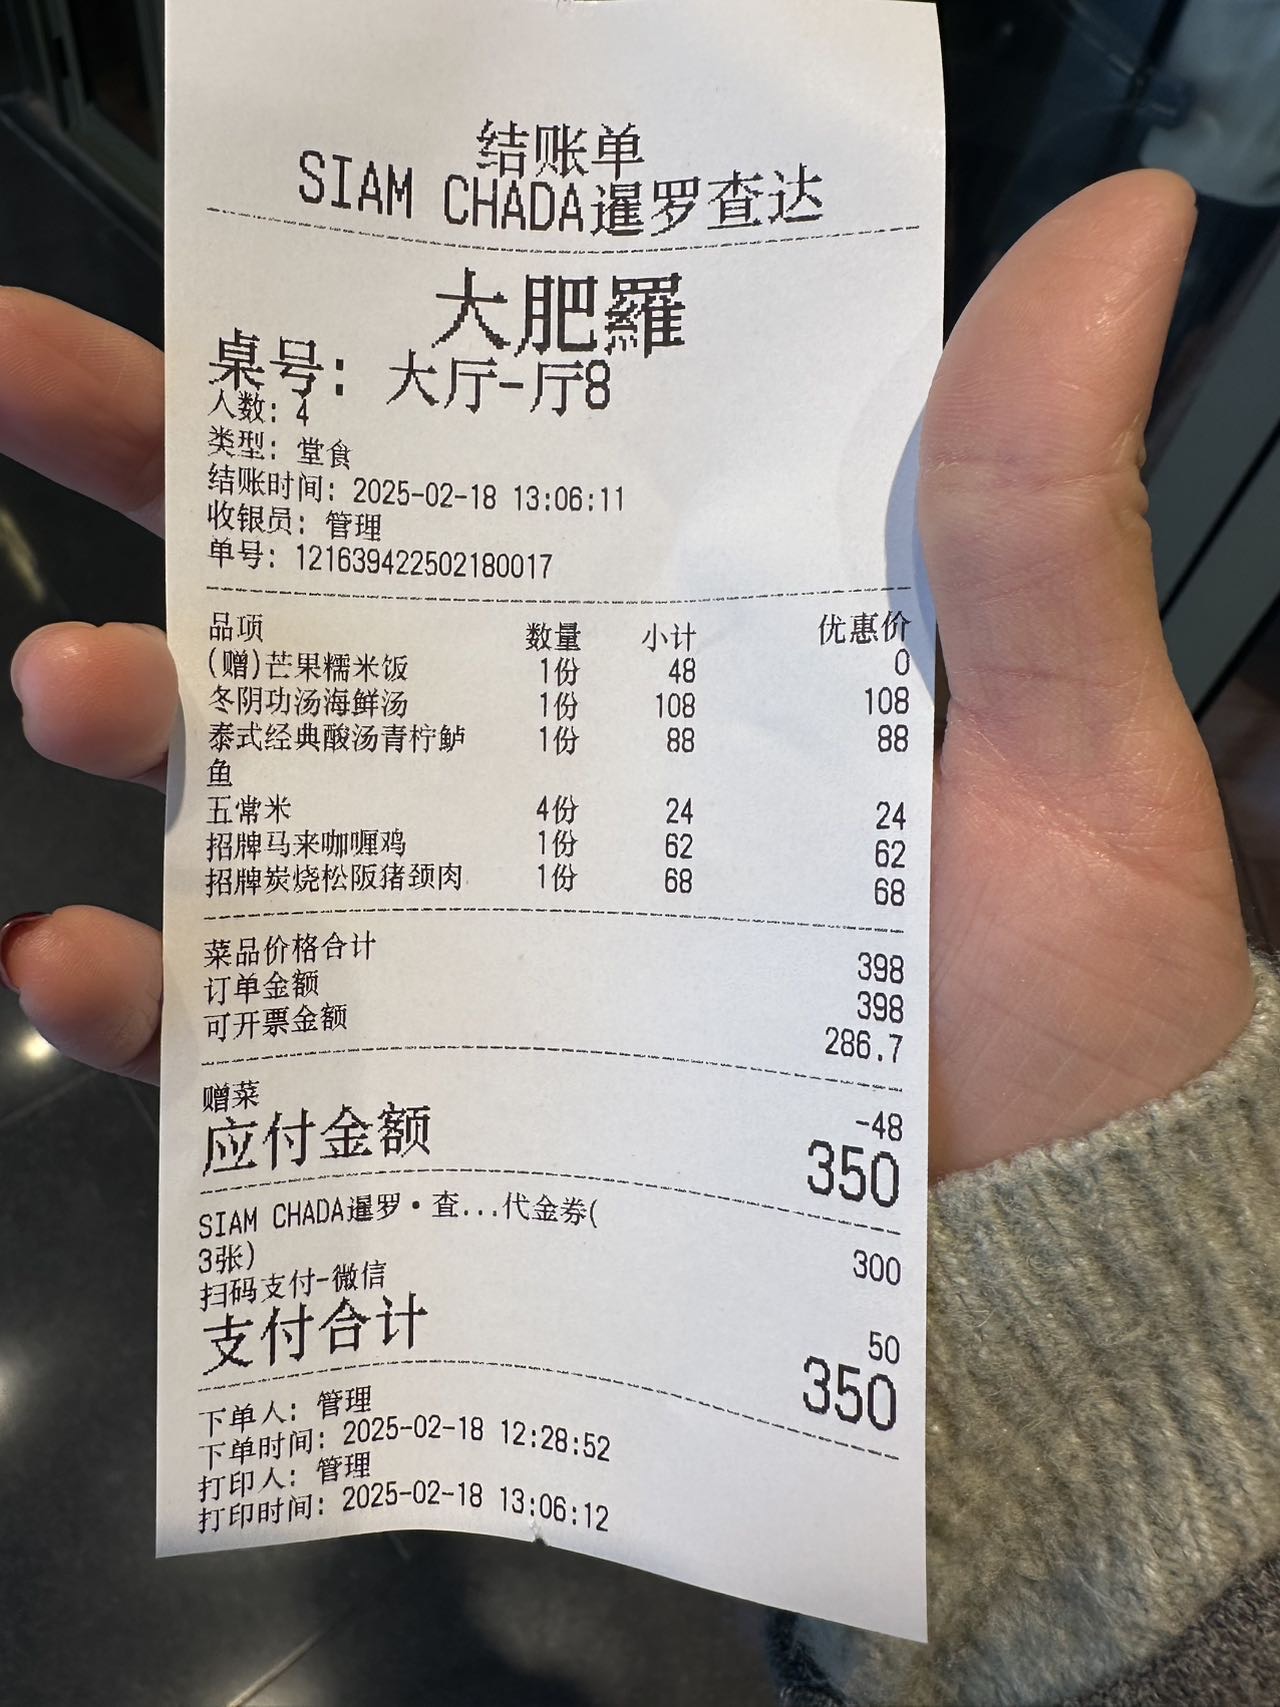 结账单
SIAM CHADA暹罗查达
大肥羅
桌号: 大厅-厅8
人数: 4
类型: 堂食
结账时间: 2025-02-18 13:06:11
收银员: 管理
单号: 121639422502180017
品项 数量 小计 优惠价
(赠)芒果糯米饭 1份 48 0
冬阴功汤海鲜汤 1份 108 108
泰式经典酸汤青柠鲈 1份 88 88
鱼
五常米 4份 24 24
招牌马来咖喱鸡 1份 62 62
招牌炭烧松阪猪颈肉 1份 68 68
菜品价格合计 398
订单金额 398
可开票金额 286.7
赠菜 -48
应付金额 350
SIAM CHADA暹罗·查...代金券(
3张) 300
扫码支付-微信 50
支付合计 350
下单人: 管理
下单时间: 2025-02-18 12:28:52
打印人: 管理
打印时间: 2025-02-18 13:06:12